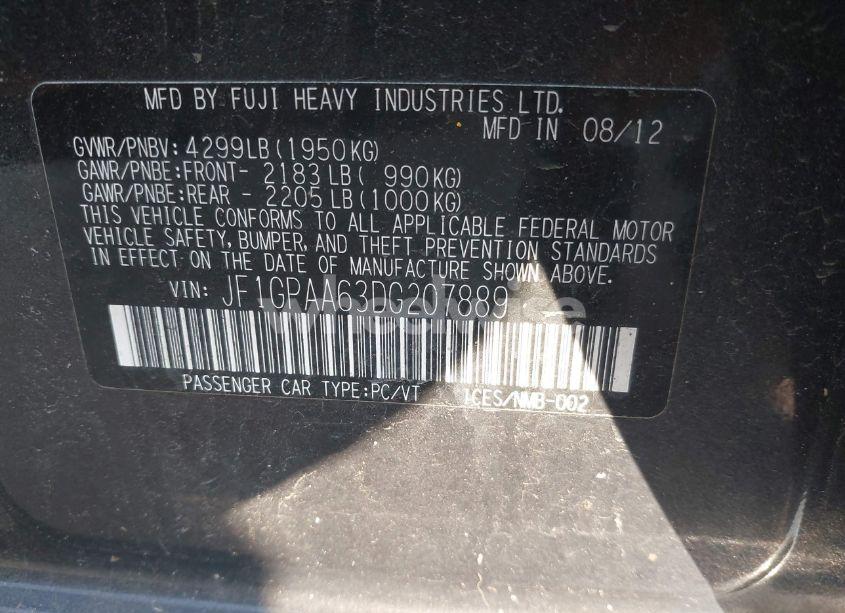 MFD BY FUJI HEAVY INDUSTRIES LTD.
MFD IN 08/12
GVWR/PNBV: 4299LB(1950KG)
GAWR/PNBE:FRONT- 2183LB( 990KG)
GAWR/PNBE:REAR - 2205LB(1000KG)
THIS VEHICLE CONFORMS TO ALL APPLICABLE FEDERAL MOTOR
VEHICLE SAFETY, BUMPER, AND THEFT PREVENTION STANDARDS
IN EFFECT ON THE DATE OF MANUFACTURE SHOWN ABOVE.
VIN: JF1GPAA63DG207889
PASSENGER CAR TYPE:PC/VT ICES/NMB-002